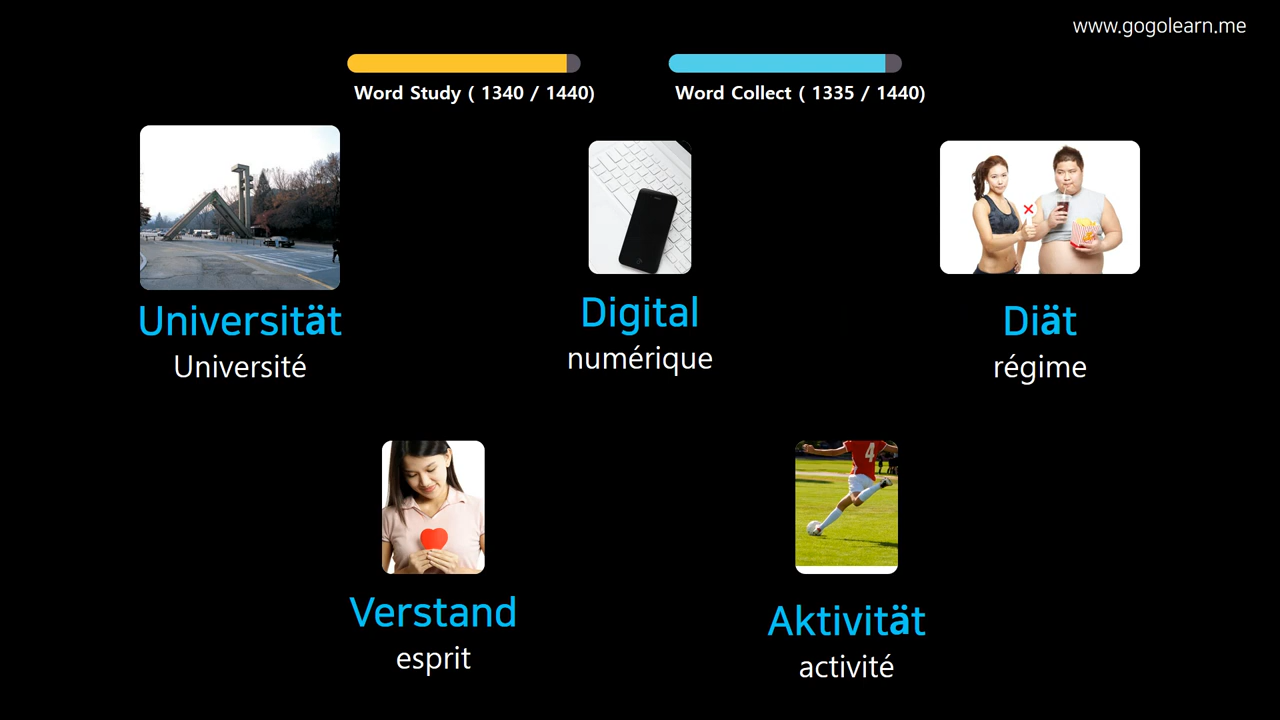 www.gogolearn.me
Word Study ( 1340 / 1440)
Word Collect ( 1335 / 1440)
Universität
Université
Digital
numérique
Diät
régime
Verstand
esprit
4
Aktivität
activité